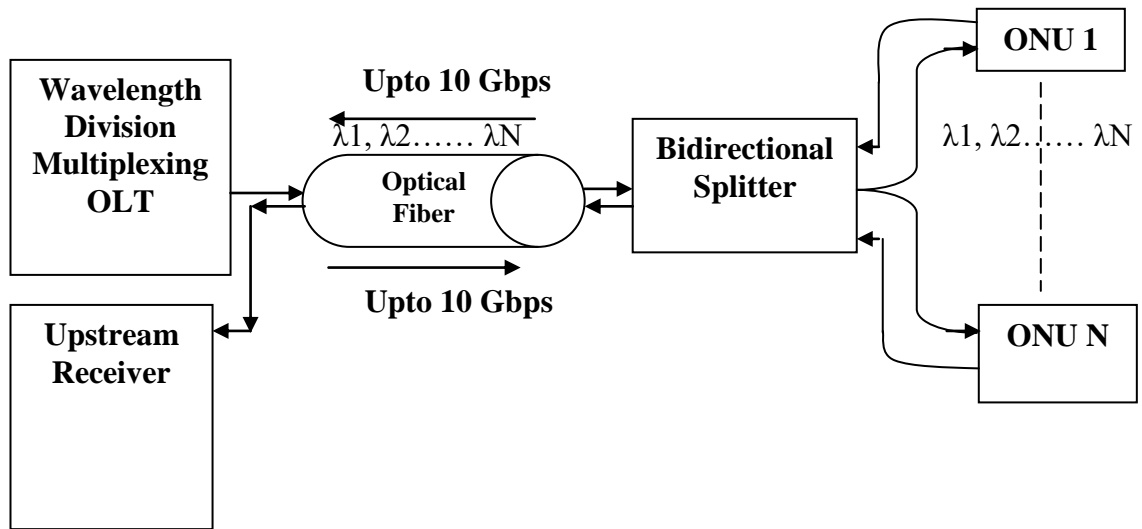 Wavelength
Division
Multiplexing
OLT
Upto 10 Gbps
λ1, λ2…… λN
Optical
Fiber
Upto 10 Gbps
Bidirectional
Splitter
ONU 1
λ1, λ2…… λN
ONU N
Upstream
Receiver